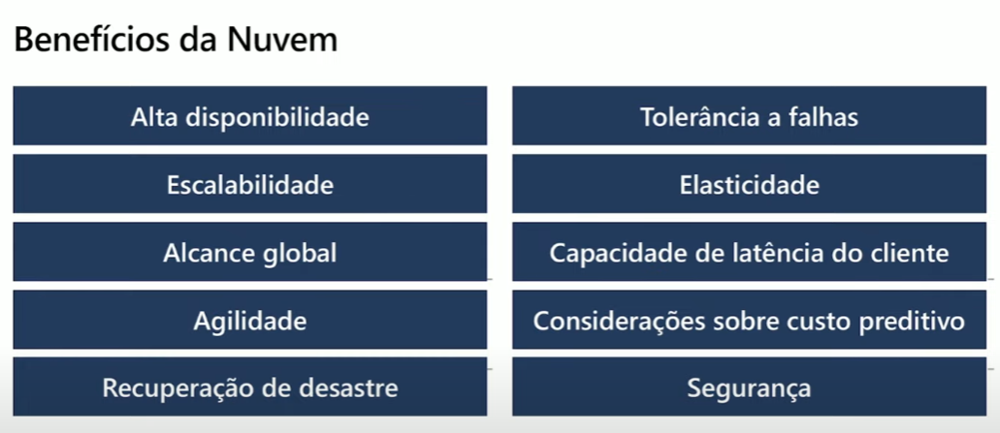 Benefícios da Nuvem
Alta disponibilidade
Tolerância a falhas
Escalabilidade
Elasticidade
Alcance global
Capacidade de latência do cliente
Agilidade
Considerações sobre custo preditivo
Recuperação de desastre
Segurança